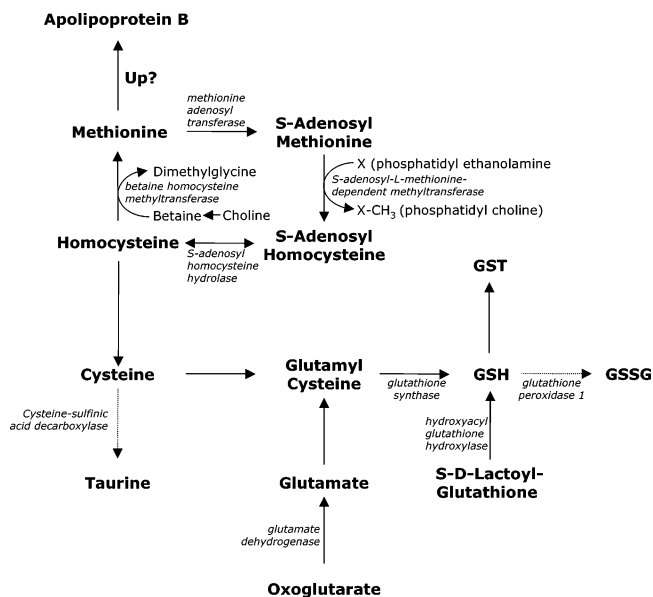 Apolipoprotein B
Up?
methionine
adenosyl
transferase
Methionine
S-Adenosyl
Methionine
Dimethylglycine
betaine homocysteine
methyltransferase
Betaine
Choline
X (phosphatidyl ethanolamine
S-adenosyl-L-methionine-
dependent methyltransferase
X-CH3 (phosphatidyl choline)
Homocysteine
S-Adenosyl
Homocysteine
S-adenosyl
homocysteine
hydrolase
GST
Cysteine
Glutamyl
Cysteine
glutathione
synthase
GSH
glutathione
peroxidase 1
GSSG
Cysteine-sulfinic
acid decarboxylase
hydroxyacyl
glutathione
hydroxylase
Taurine
Glutamate
S-D-Lactoyl-
Glutathione
glutamate
dehydrogenase
Oxoglutarate